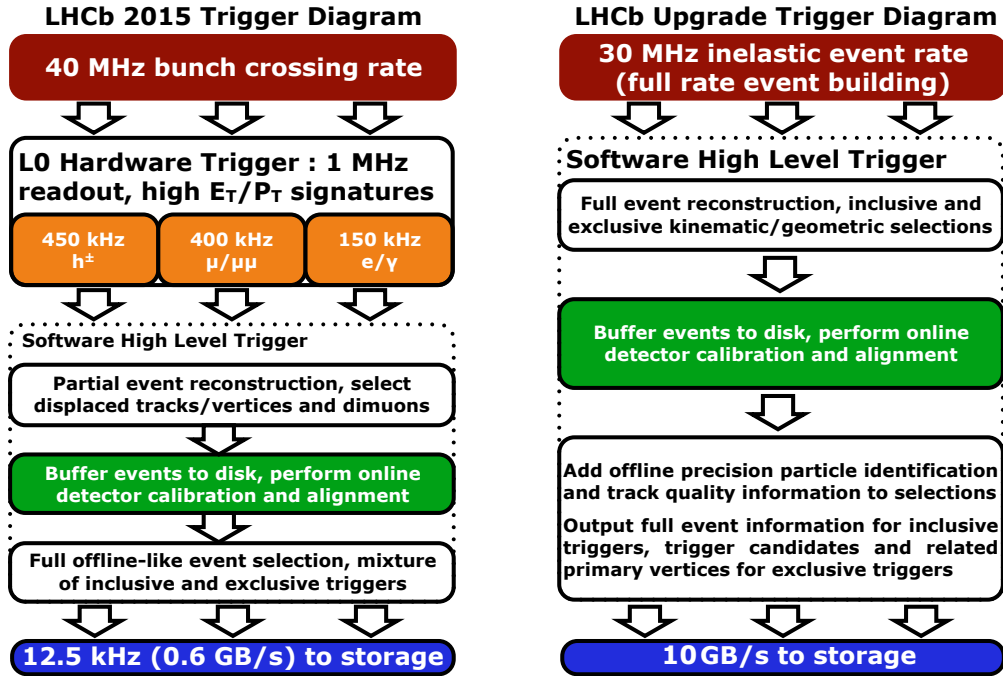 LHCb 2015 Trigger Diagram
40 MHz bunch crossing rate
L0 Hardware Trigger : 1 MHz
readout, high ET/PT signatures
450 kHz
h±
400 kHz
µ/µµ
150 kHz
e/γ
Software High Level Trigger
Partial event reconstruction, select
displaced tracks/vertices and dimuons
Buffer events to disk, perform online
detector calibration and alignment
Full offline-like event selection, mixture
of inclusive and exclusive triggers
12.5 kHz (0.6 GB/s) to storage
LHCb Upgrade Trigger Diagram
30 MHz inelastic event rate
(full rate event building)
Software High Level Trigger
Full event reconstruction, inclusive and
exclusive kinematic/geometric selections
Buffer events to disk, perform online
detector calibration and alignment
Add offline precision particle identification
and track quality information to selections
Output full event information for inclusive
triggers, trigger candidates and related
primary vertices for exclusive triggers
10 GB/s to storage